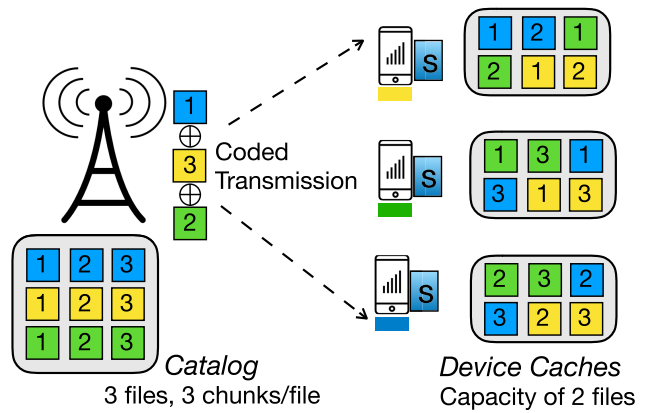 1
⊕
3
⊕
2
Coded
Transmission
1 2 3
1 2 3
1 2 3
Catalog
3 files, 3 chunks/file
S
1 2 1
2 1 2
S
1 3 1
3 1 3
S
2 3 2
3 2 3
Device Caches
Capacity of 2 files